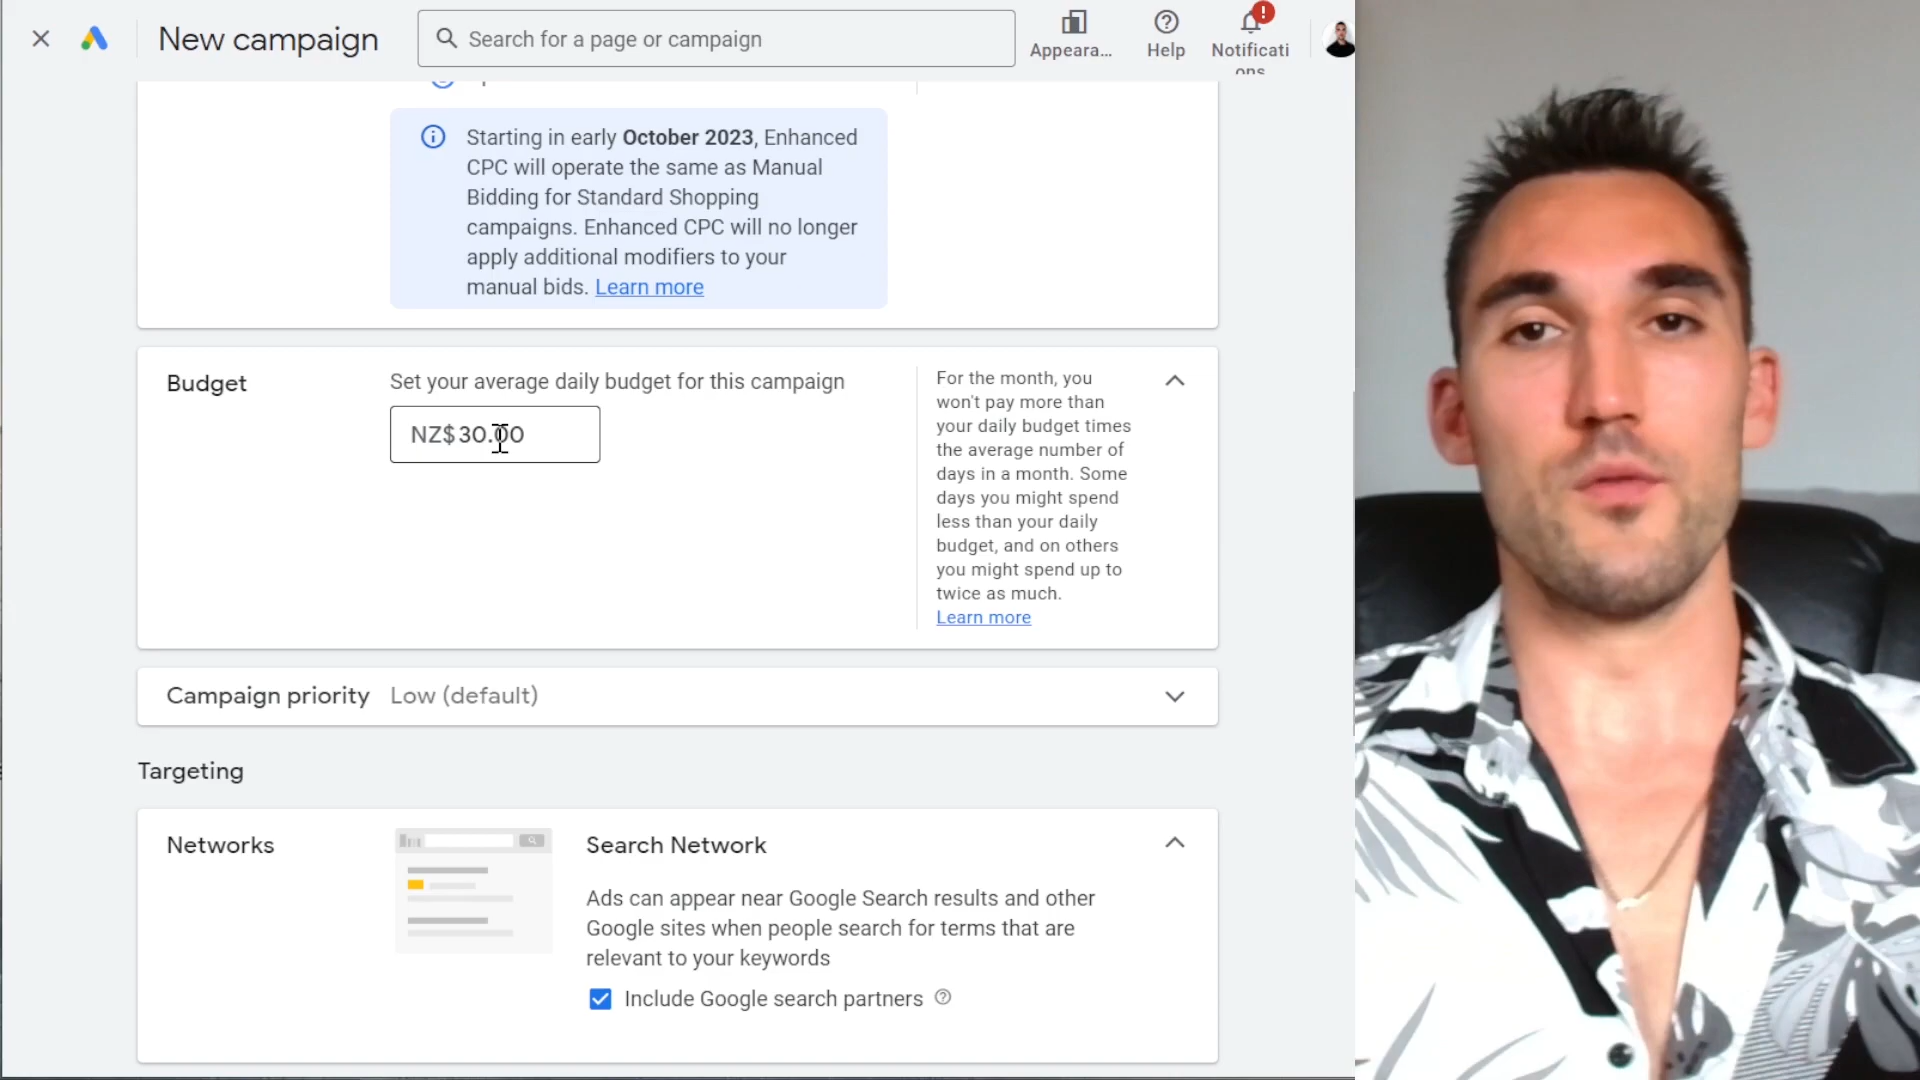 New campaign
Search for a page or campaign
Appeara...
Help
Notificati
ons
Starting in early October 2023, Enhanced
CPC will operate the same as Manual
Bidding for Standard Shopping
campaigns. Enhanced CPC will no longer
apply additional modifiers to your
manual bids. Learn more
Budget
Set your average daily budget for this campaign
NZ$30.00
For the month, you
won't pay more than
your daily budget times
the average number of
days in a month. Some
days you might spend
less than your daily
budget, and on others
you might spend up to
twice as much.
Learn more
Campaign priority
Low (default)
Targeting
Networks
Search Network
Ads can appear near Google Search results and other
Google sites when people search for terms that are
relevant to your keywords
Include Google search partners